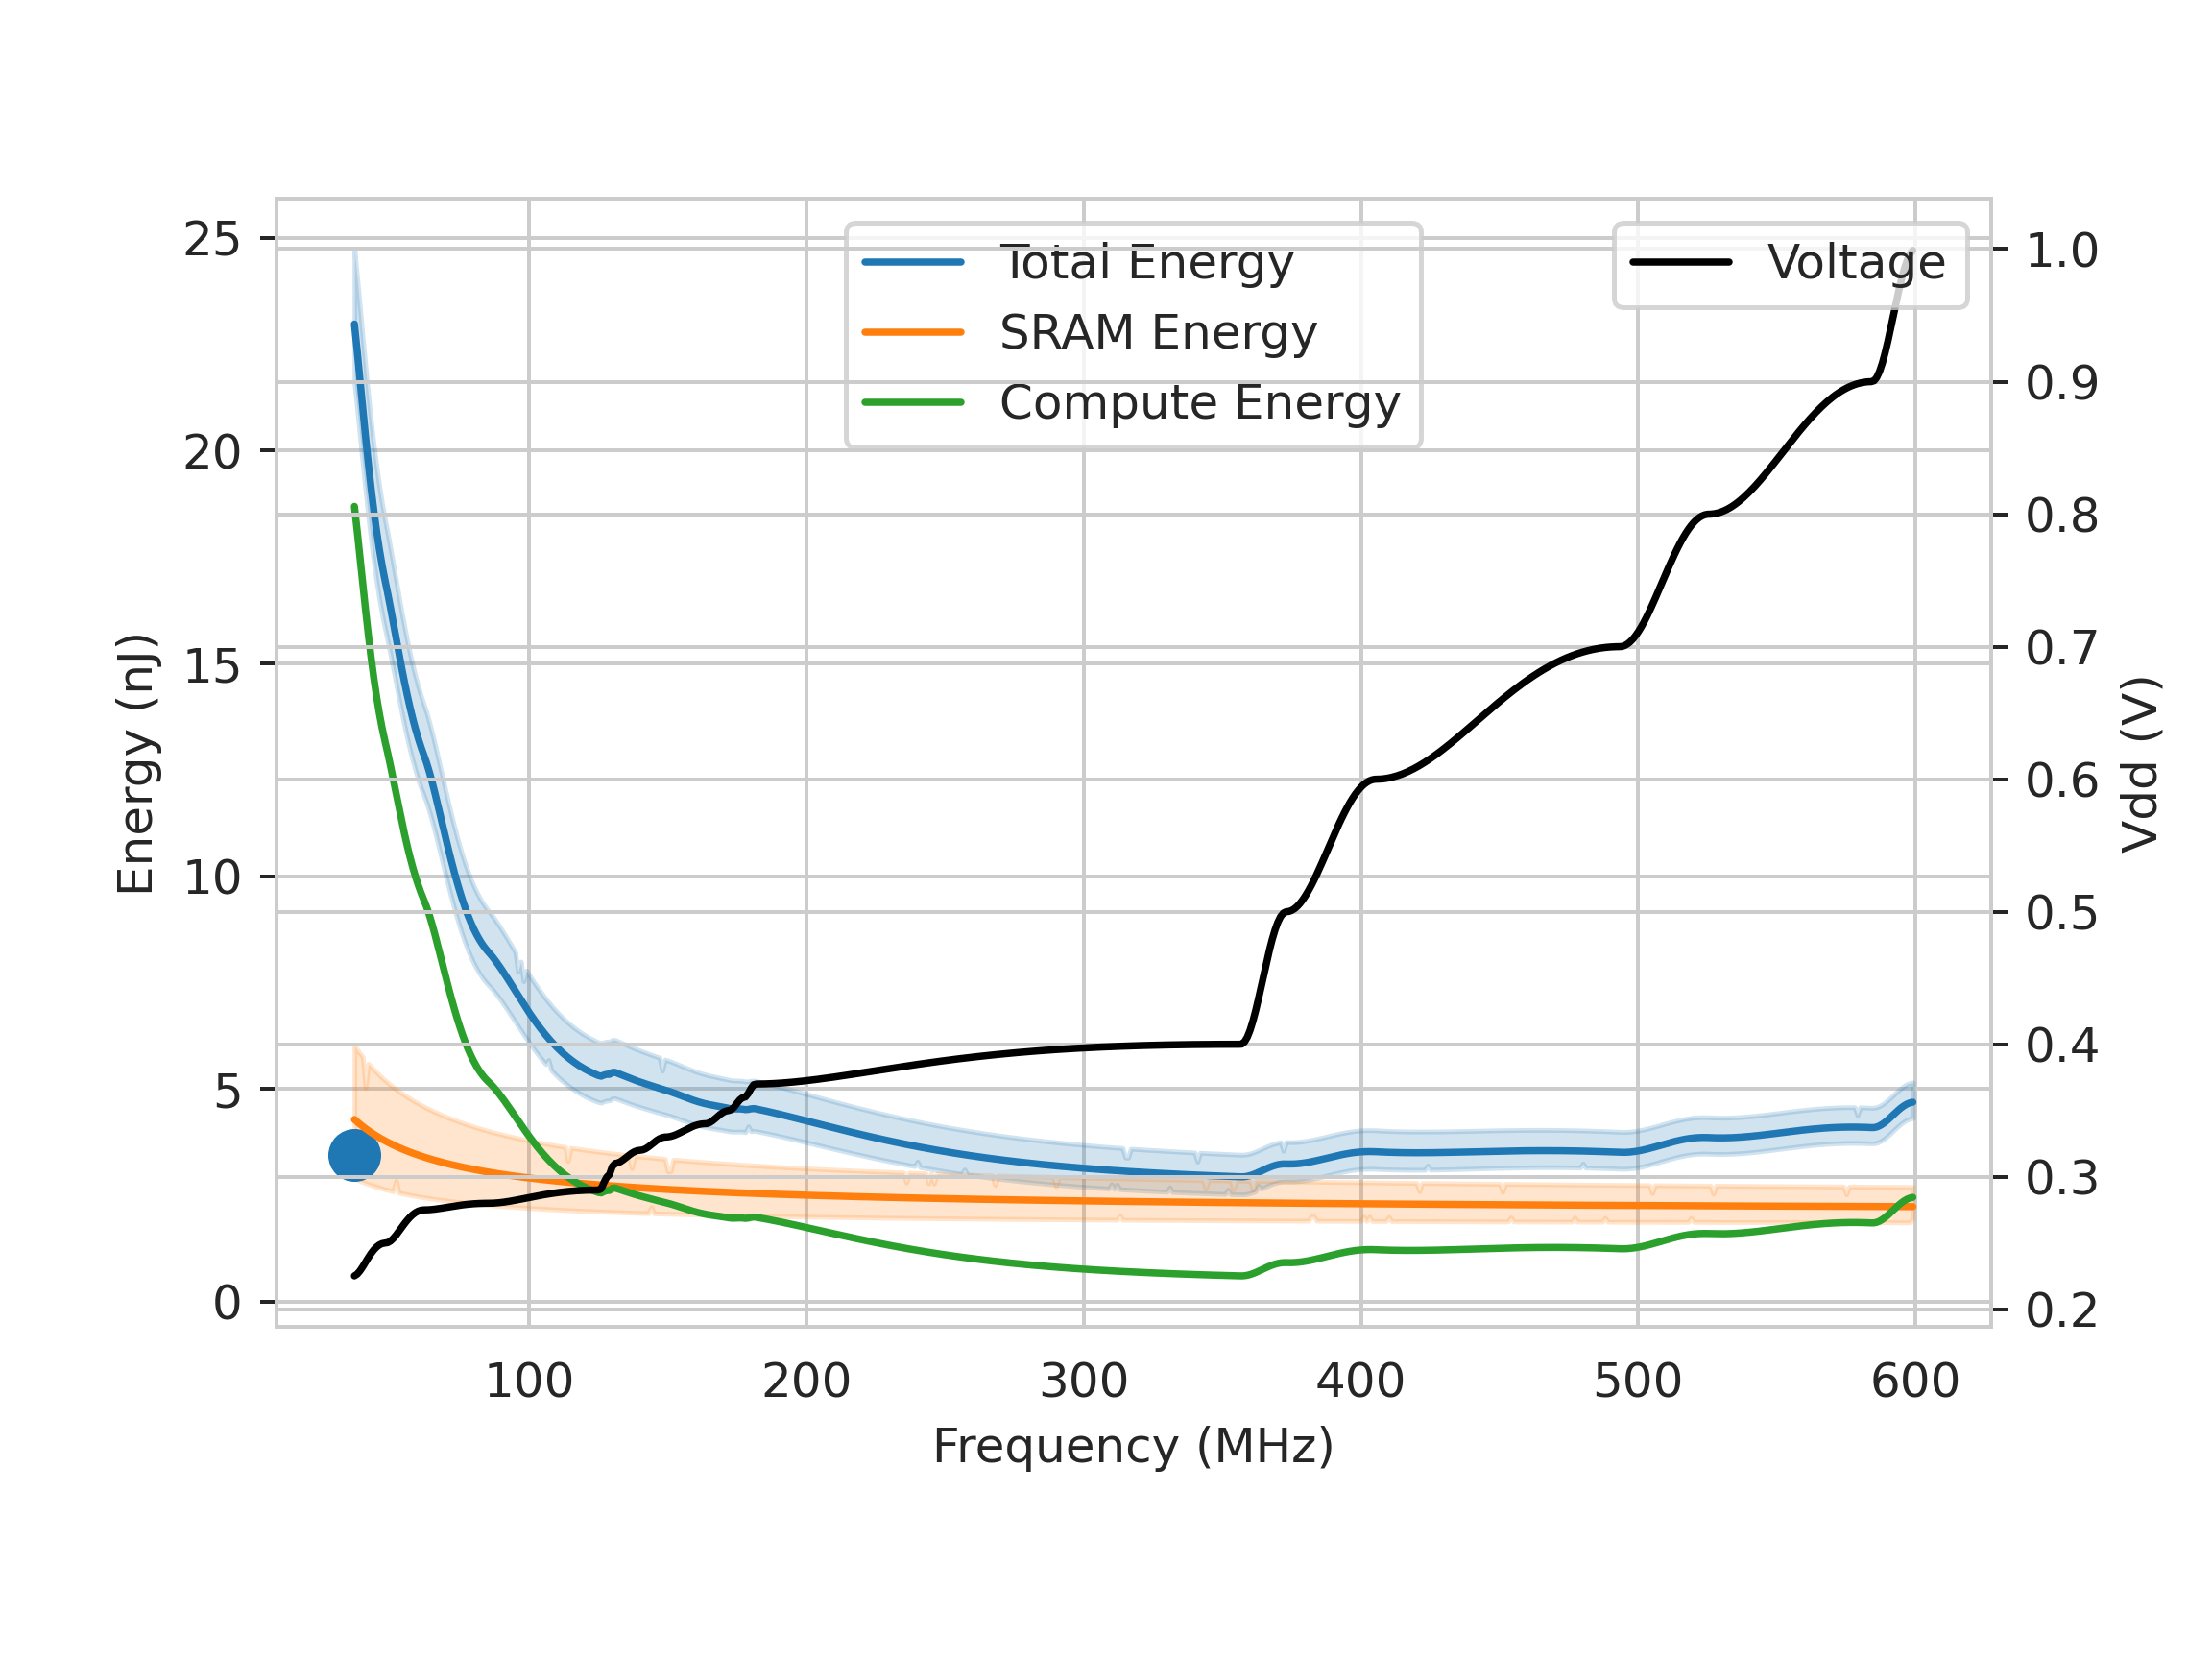 Total Energy
SRAM Energy
Compute Energy
Voltage
Energy (nJ)
25
20
15
10
5
0
1.0
0.9
0.8
0.7
0.6
0.5
0.4
0.3
0.2
Vdd (V)
100 200 300 400 500 600
Frequency (MHz)